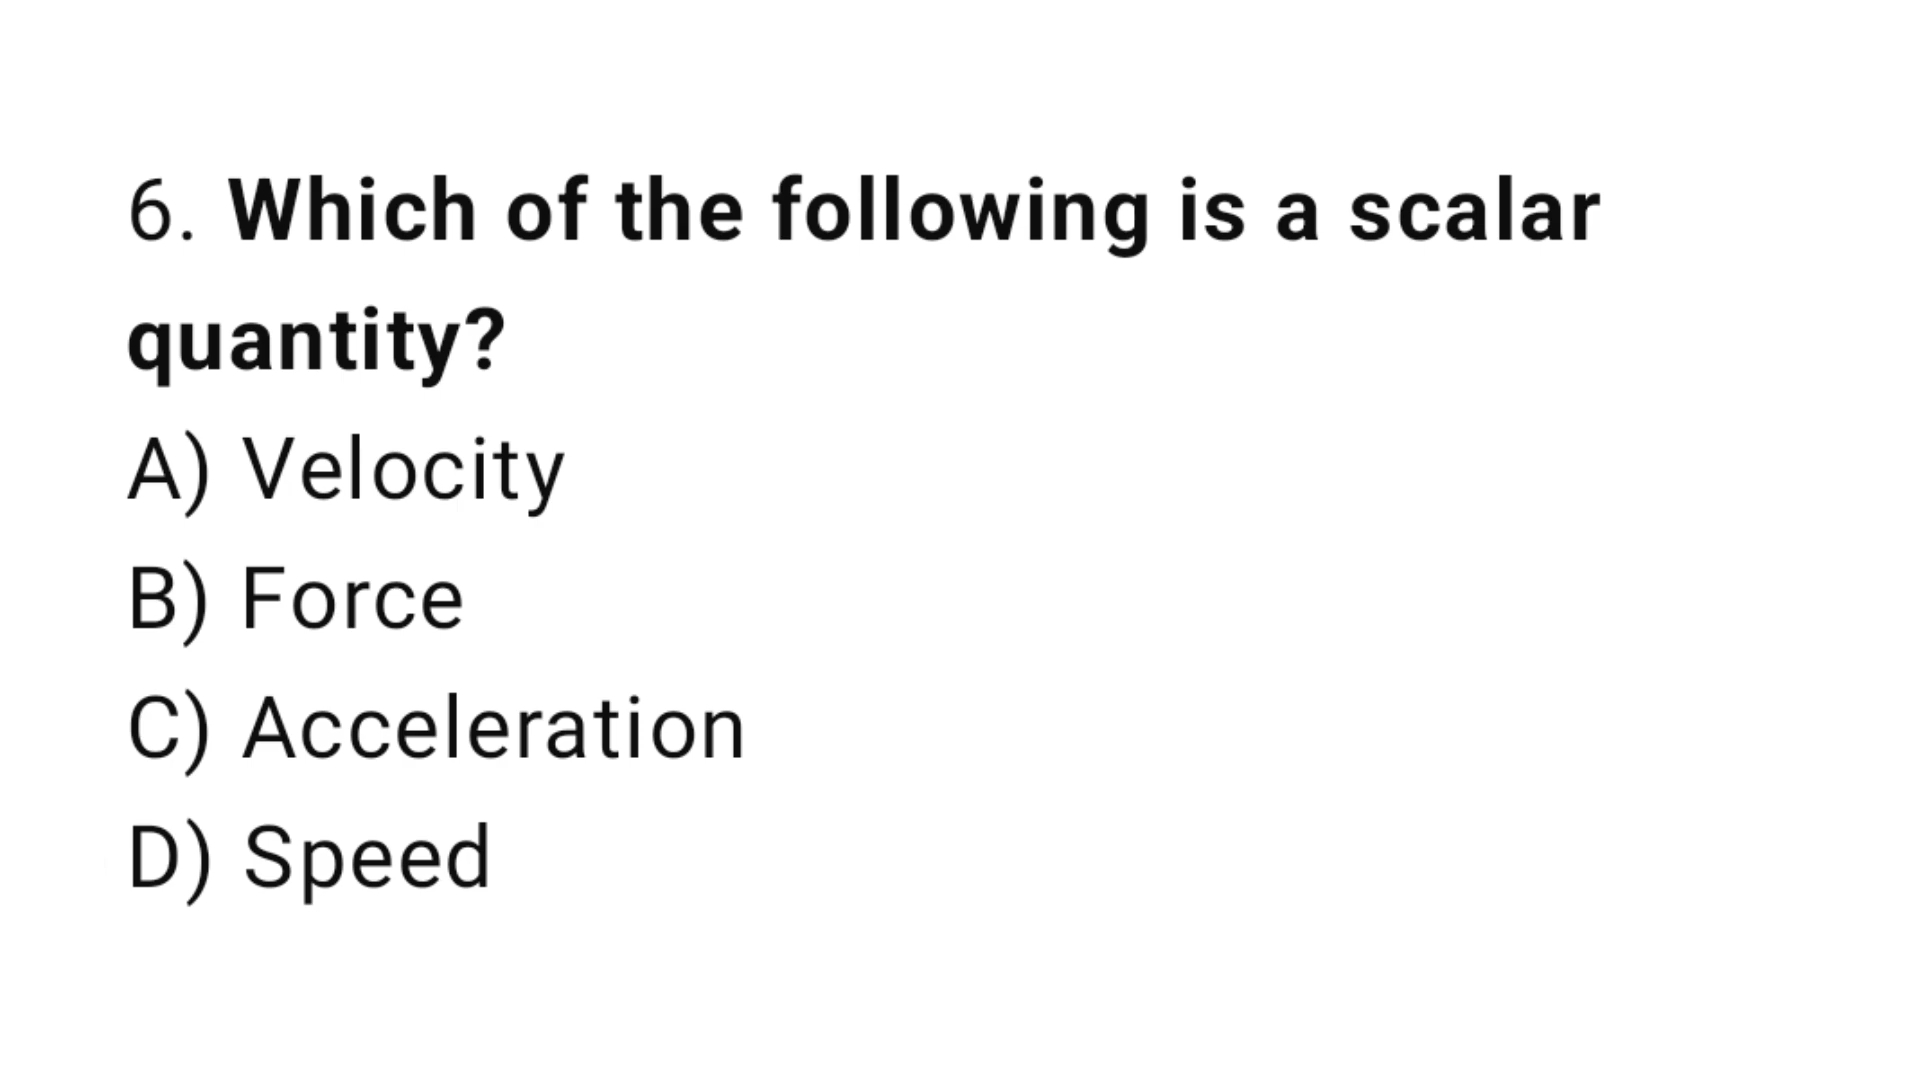 6. Which of the following is a scalar
quantity?
A) Velocity
B) Force
C) Acceleration
D) Speed